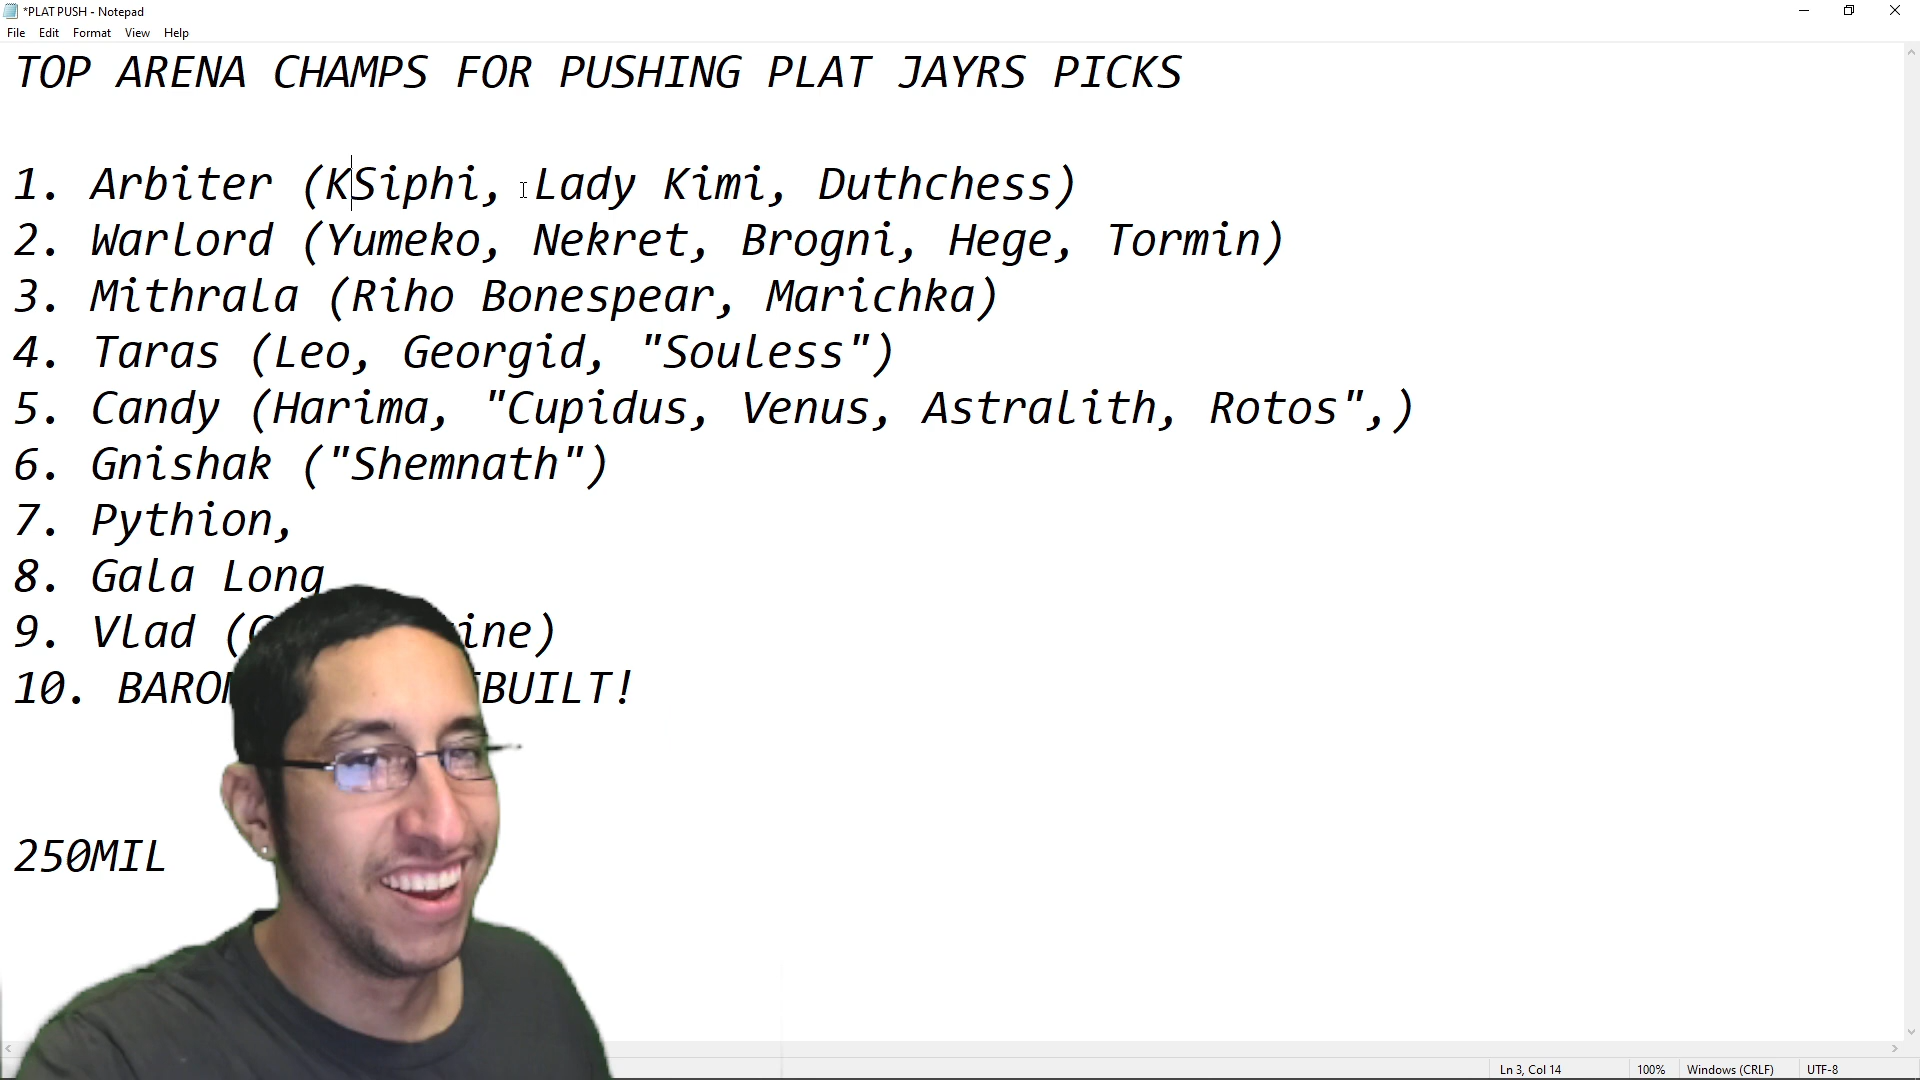 *PLAT PUSH - Notepad
File Edit Format View Help
TOP ARENA CHAMPS FOR PUSHING PLAT JAYRS PICKS
1. Arbiter (KSiphi, Lady Kimi, Duthchess)
2. Warlord (Yumeko, Nekret, Brogni, Hege, Tormin)
3. Mithrala (Riho Bonespear, Marichka)
4. Taras (Leo, Georgid, "Souless")
5. Candy (Harima, "Cupidus, Venus, Astralith, Rotos",)
6. Gnishak ("Shemnath")
7. Pythion,
8. Gala Long
9. Vlad
10.
250MIL
Ln 3, Col 14 100% Windows (CRLF) UTF-8